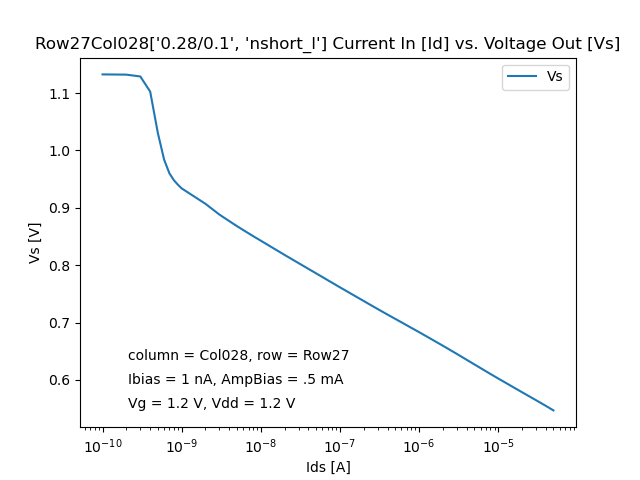 Row27Col028['0.28/0.1', 'nshort_l'] Current In [Id] vs. Voltage Out [Vs]
Vs
1.1
1.0
0.9
0.8
0.7
0.6
Vs [V]
column = Col028, row = Row27
Ibias = 1 nA, AmpBias = .5 mA
Vg = 1.2 V, Vdd = 1.2 V
10⁻¹⁰ 10⁻⁹ 10⁻⁸ 10⁻⁷ 10⁻⁶ 10⁻⁵
Ids [A]